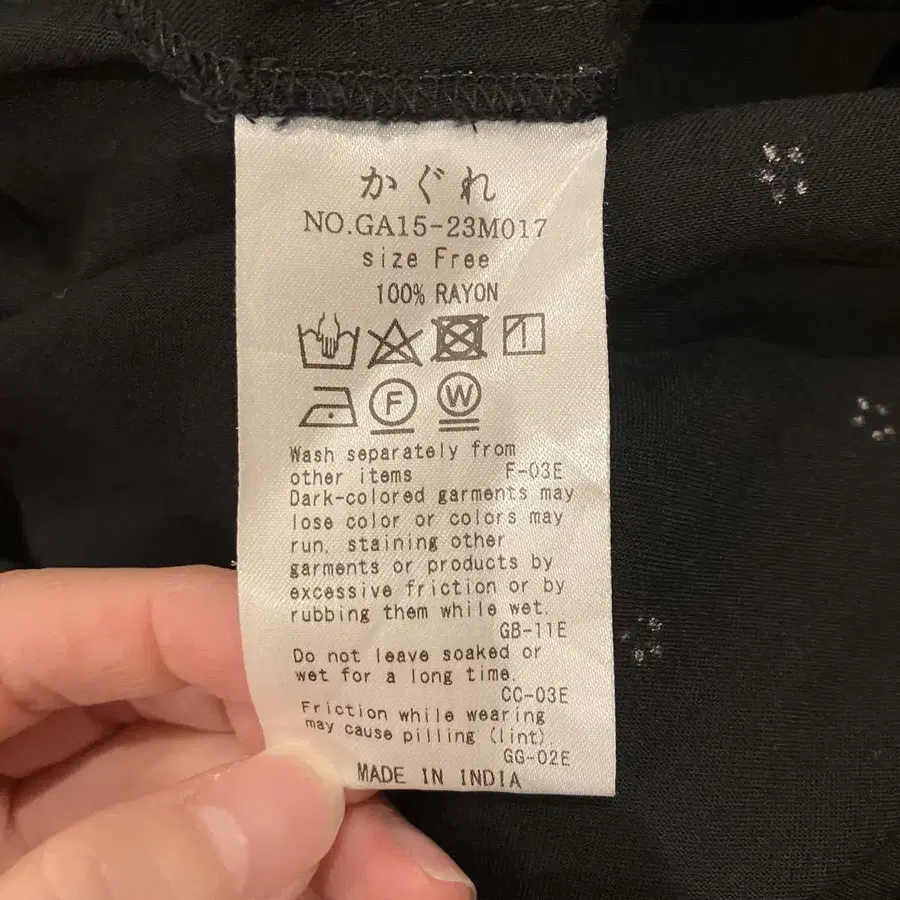 かぐれ
NO.GA15-23M017
size Free
100% RAYON
F W
Wash separately from
other items F-03E
Dark-colored garments may
lose color or colors may
run, staining other
garments or products by
excessive friction or by
rubbing them while wet.
GB-11E
Do not leave soaked or
wet for a long time.
CC-03E
Friction while wearing
may cause pilling (lint).
GG-02E
MADE IN INDIA